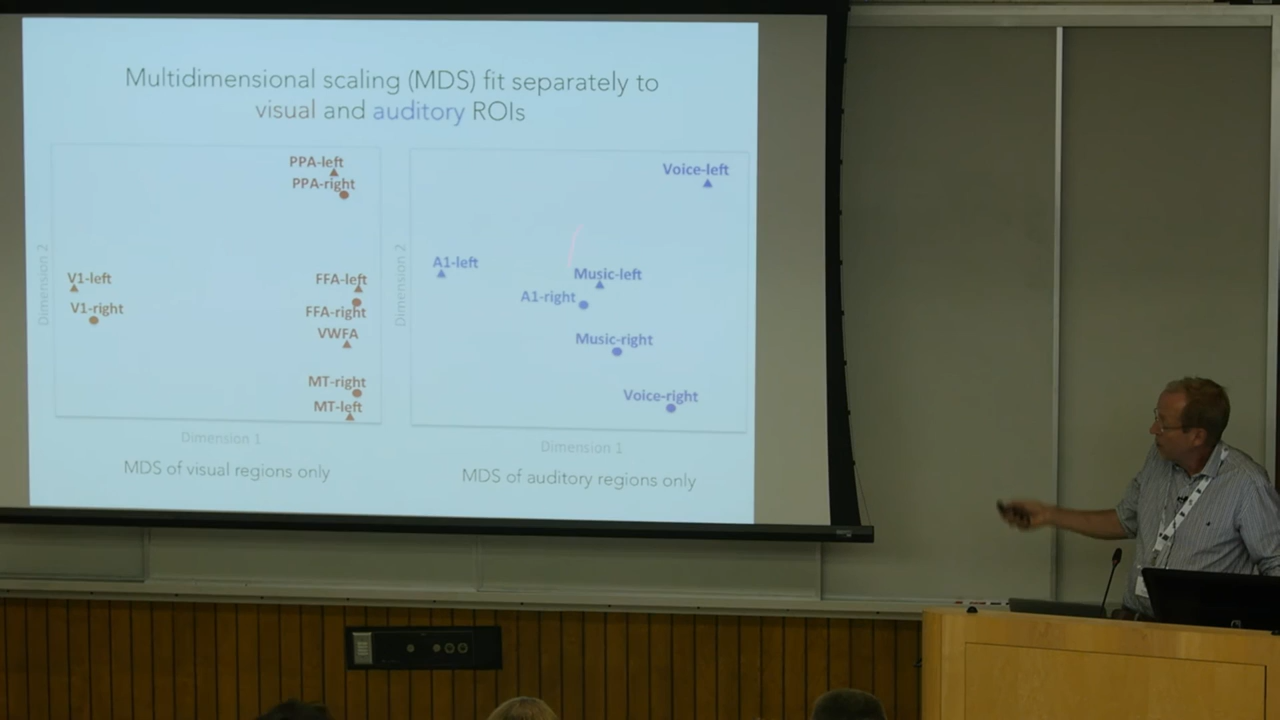 Multidimensional scaling (MDS) fit separately to
visual and auditory ROIs
PPA-left
PPA-right
V1-left
V1-right
FFA-left
FFA-right
VWFA
MT-right
MT-left
Dimension 2
Dimension 1
MDS of visual regions only
Voice-left
A1-left
Music-left
A1-right
Music-right
Voice-right
Dimension 2
Dimension 1
MDS of auditory regions only